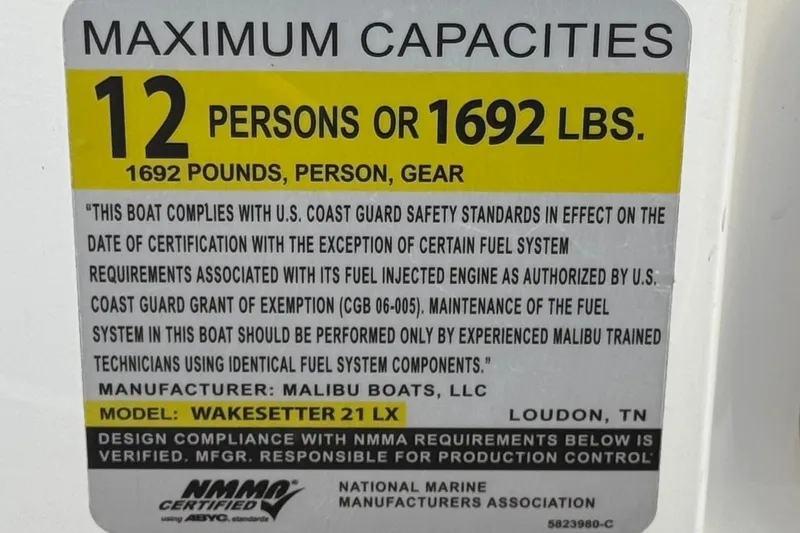 MAXIMUM CAPACITIES
12 PERSONS OR 1692 LBS.
1692 POUNDS, PERSON, GEAR
"THIS BOAT COMPLIES WITH U.S. COAST GUARD SAFETY STANDARDS IN EFFECT ON THE
DATE OF CERTIFICATION WITH THE EXCEPTION OF CERTAIN FUEL SYSTEM
REQUIREMENTS ASSOCIATED WITH ITS FUEL INJECTED ENGINE AS AUTHORIZED BY U.S.
COAST GUARD GRANT OF EXEMPTION (CGB 06-005). MAINTENANCE OF THE FUEL
SYSTEM IN THIS BOAT SHOULD BE PERFORMED ONLY BY EXPERIENCED MALIBU TRAINED
TECHNICIANS USING IDENTICAL FUEL SYSTEM COMPONENTS."
MANUFACTURER: MALIBU BOATS, LLC
MODEL: WAKESETTER 21 LX LOUDON, TN
DESIGN COMPLIANCE WITH NMMA REQUIREMENTS BELOW IS
VERIFIED. MFGR. RESPONSIBLE FOR PRODUCTION CONTROL
NMMA
CERTIFIED
using ABYC. standards
NATIONAL MARINE
MANUFACTURERS ASSOCIATION
5823980-C